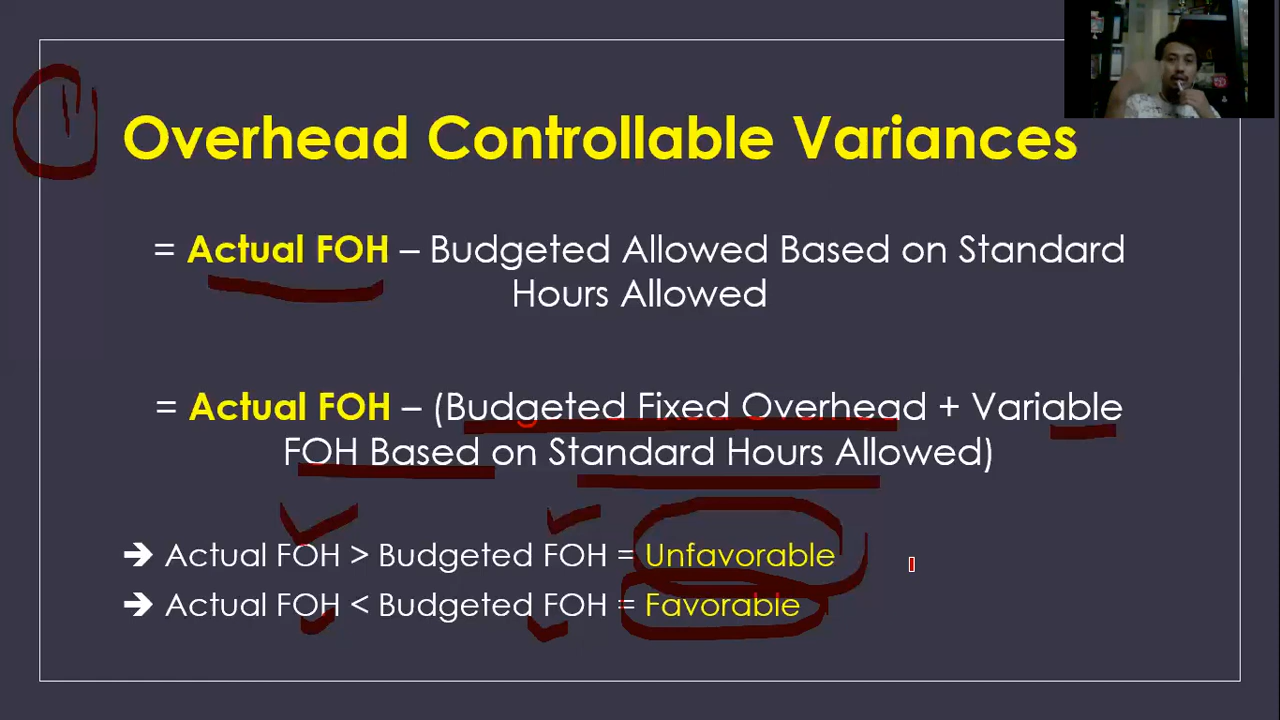 1
Overhead Controllable Variances
= Actual FOH – Budgeted Allowed Based on Standard
Hours Allowed
= Actual FOH – (Budgeted Fixed Overhead + Variable
FOH Based on Standard Hours Allowed)
➔ Actual FOH > Budgeted FOH = Unfavorable
➔ Actual FOH < Budgeted FOH = Favorable